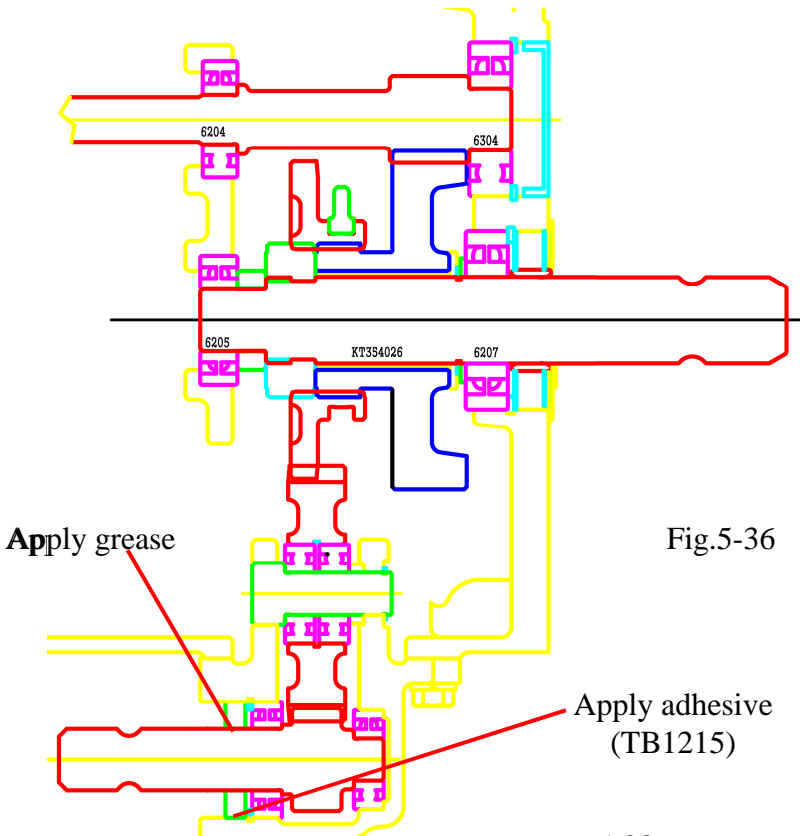 6204
6304
6205
KT354026
6207
Apply grease
Fig.5-36
Apply adhesive
(TB1215)